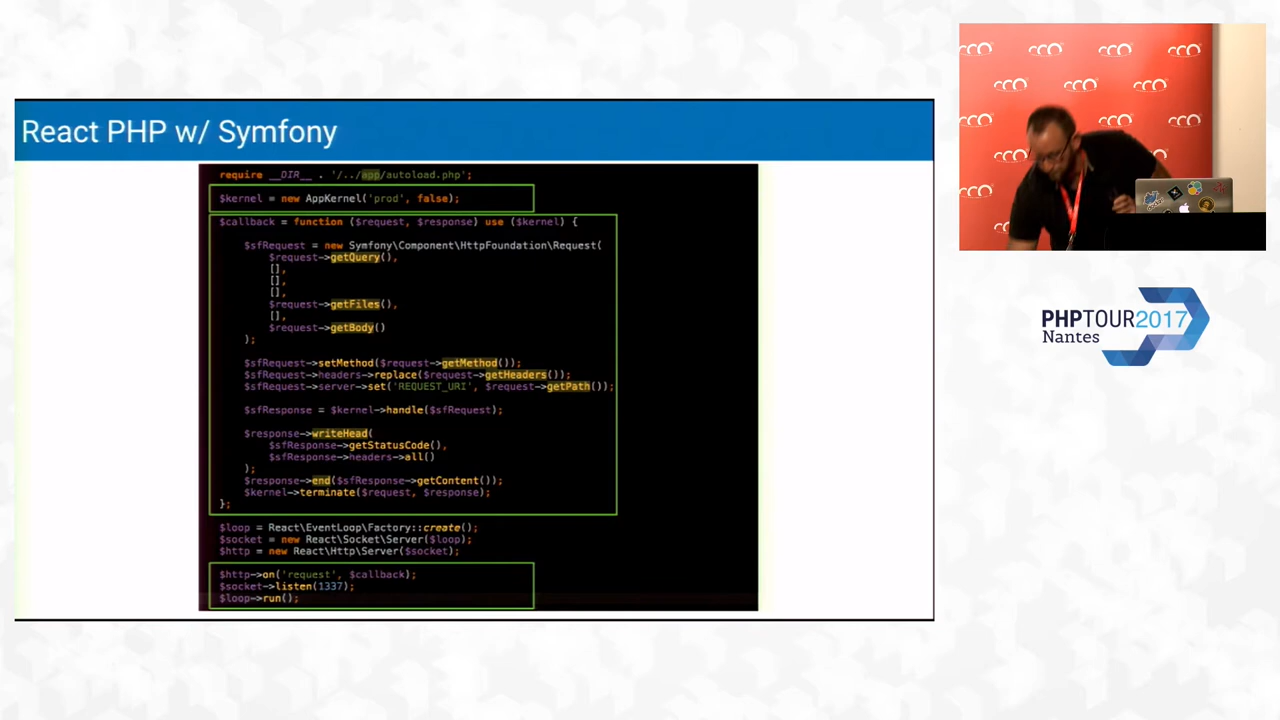 React PHP w/ Symfony
require __DIR__ . '/../app/autoload.php';
$kernel = new AppKernel('prod', false);
$callback = function ($request, $response) use ($kernel) {
$sfRequest = new Symfony\Component\HttpFoundation\Request(
$request->getQuery(),
[],
[],
[],
$request->getFiles(),
[],
$request->getBody()
);
$sfRequest->setMethod($request->getMethod());
$sfRequest->headers->replace($request->getHeaders());
$sfRequest->server->set('REQUEST_URI', $request->getPath());
$sfResponse = $kernel->handle($sfRequest);
$response->writeHead(
$sfResponse->getStatusCode(),
$sfResponse->headers->all()
);
$response->end($sfResponse->getContent());
$kernel->terminate($request, $response);
};
$loop = React\EventLoop\Factory::create();
$socket = new React\Socket\Server($loop);
$http = new React\Http\Server($socket);
$http->on('request', $callback);
$socket->listen(1337);
$loop->run();
PHPTOUR2017
Nantes